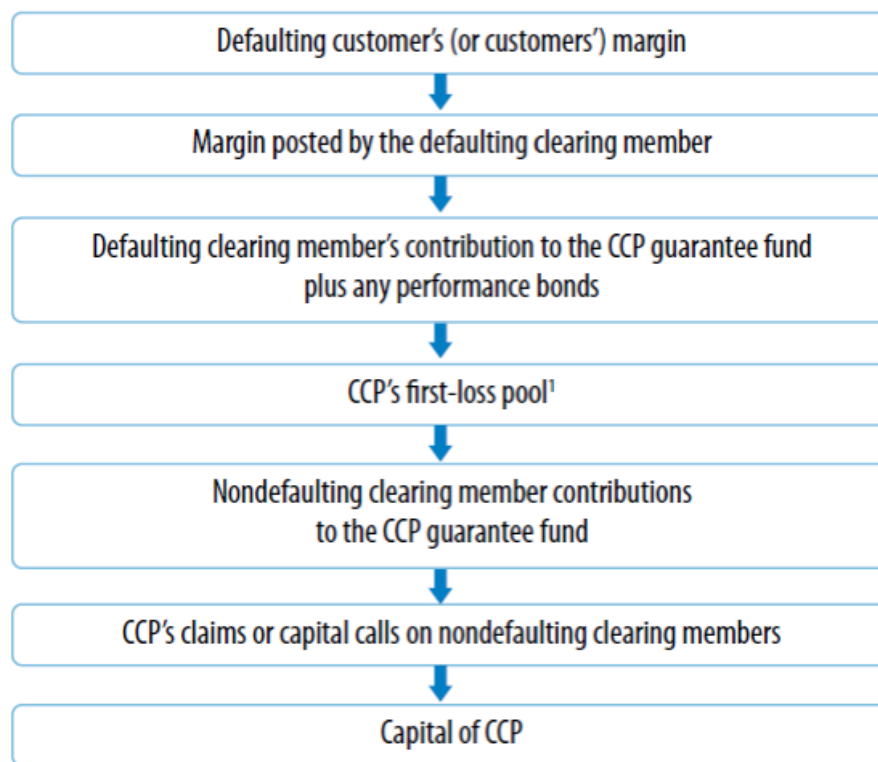 Defaulting customer’s (or customers’) margin
Margin posted by the defaulting clearing member
Defaulting clearing member’s contribution to the CCP guarantee fund
plus any performance bonds
CCP’s first-loss pool¹
Nondefaulting clearing member contributions
to the CCP guarantee fund
CCP’s claims or capital calls on nondefaulting clearing members
Capital of CCP